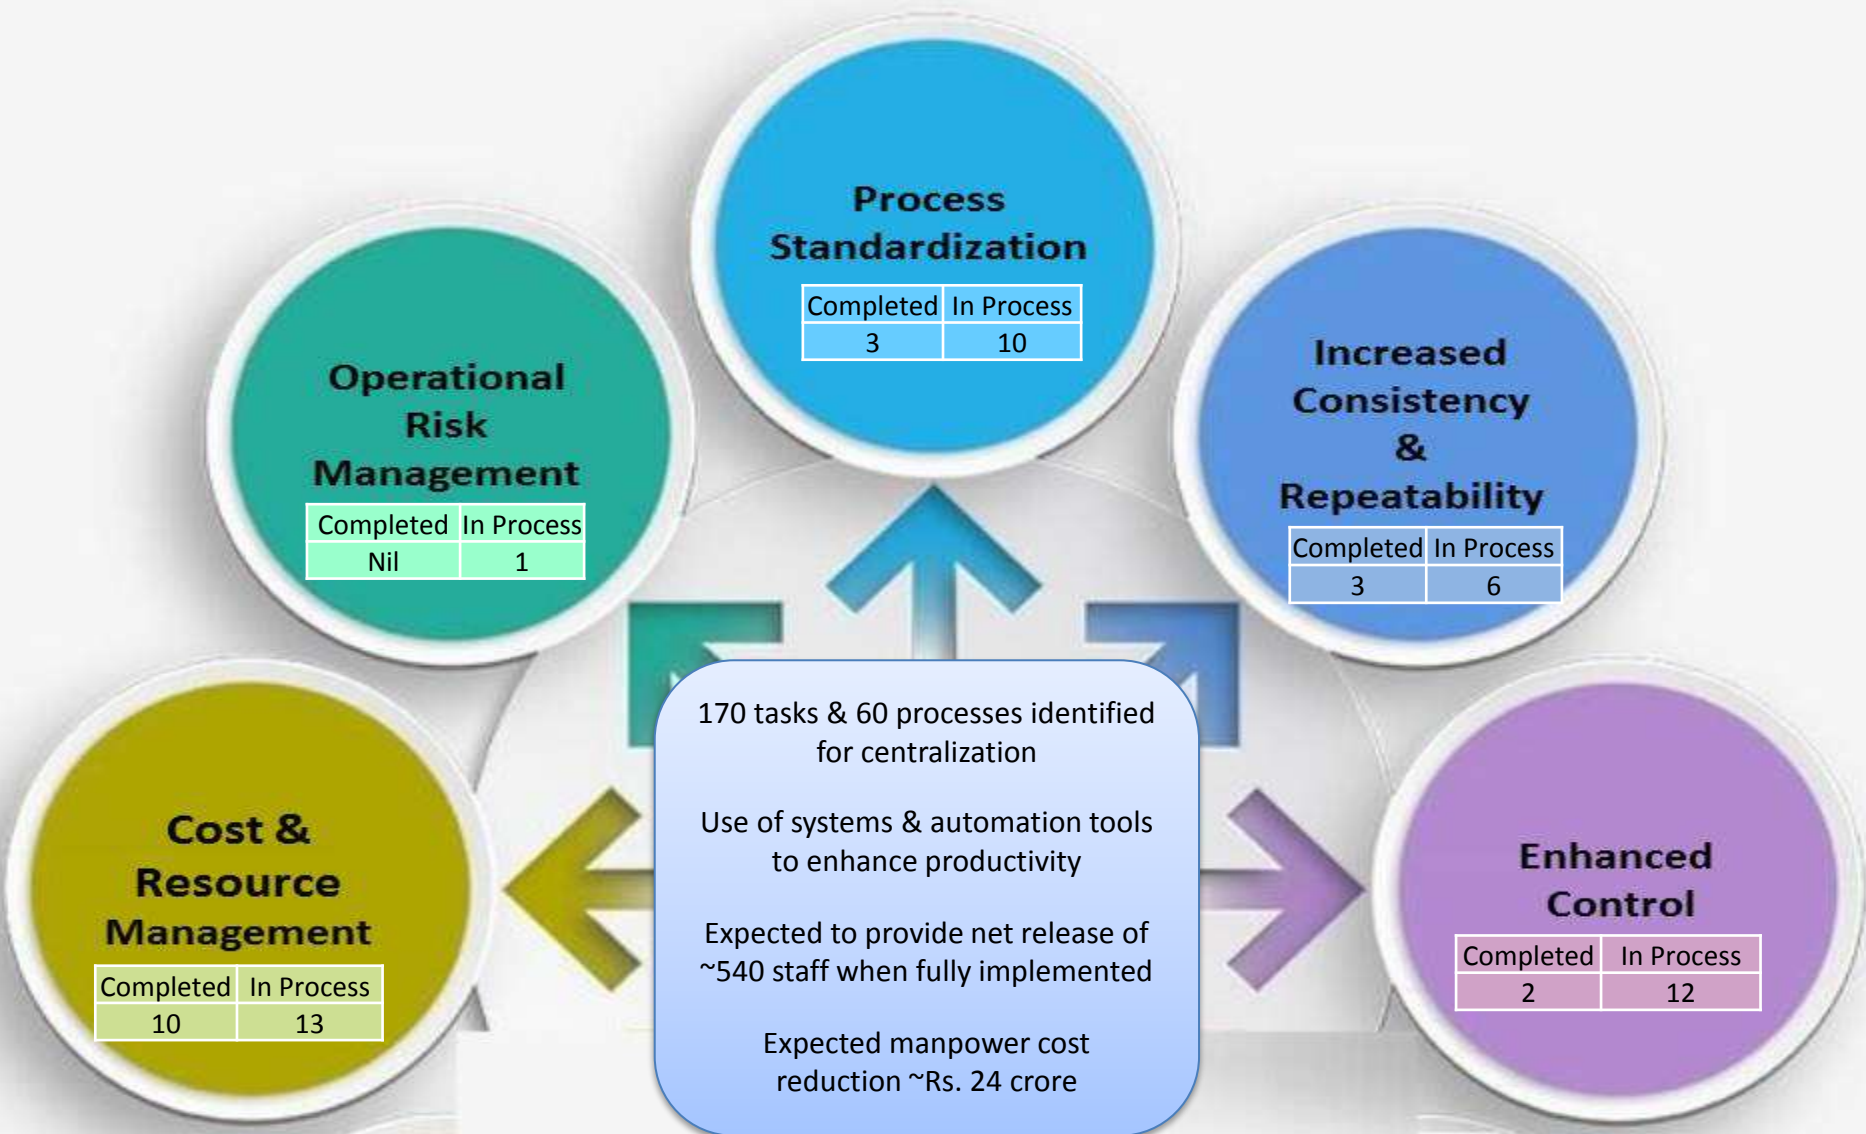 Process
Standardization
Completed In Process
3 10
Operational
Risk
Management
Completed In Process
Nil 1
Increased
Consistency
&
Repeatability
Completed In Process
3 6
Cost &
Resource
Management
Completed In Process
10 13
170 tasks & 60 processes identified
for centralization
Use of systems & automation tools
to enhance productivity
Expected to provide net release of
~540 staff when fully implemented
Expected manpower cost
reduction ~Rs. 24 crore
Enhanced
Control
Completed In Process
2 12